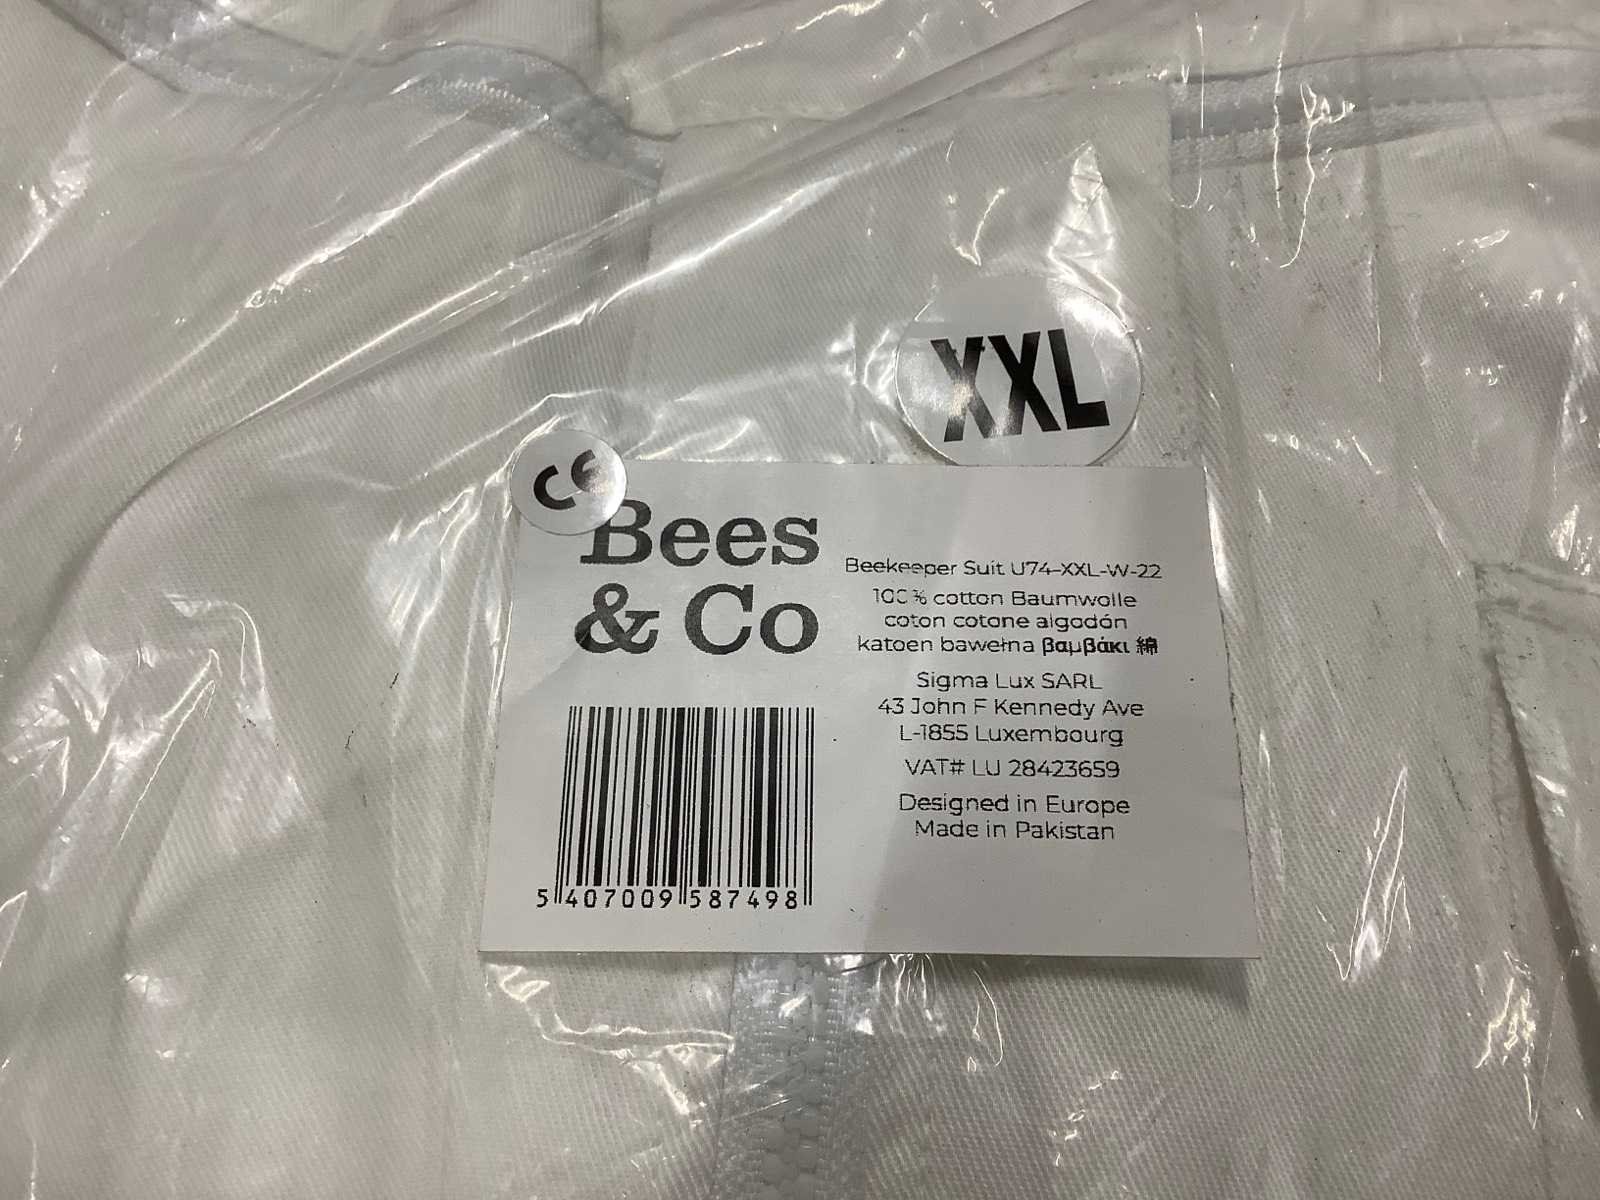 XXL
CE
Bees
& Co
Beekeeper Suit U74-XXL-W-22
100 % cotton Baumwolle
coton cotone algodón
katoen bawełna βαμβάκι 綿
Sigma Lux SARL
43 John F Kennedy Ave
L-1855 Luxembourg
VAT# LU 28423659
Designed in Europe
Made in Pakistan
5 407009 587498